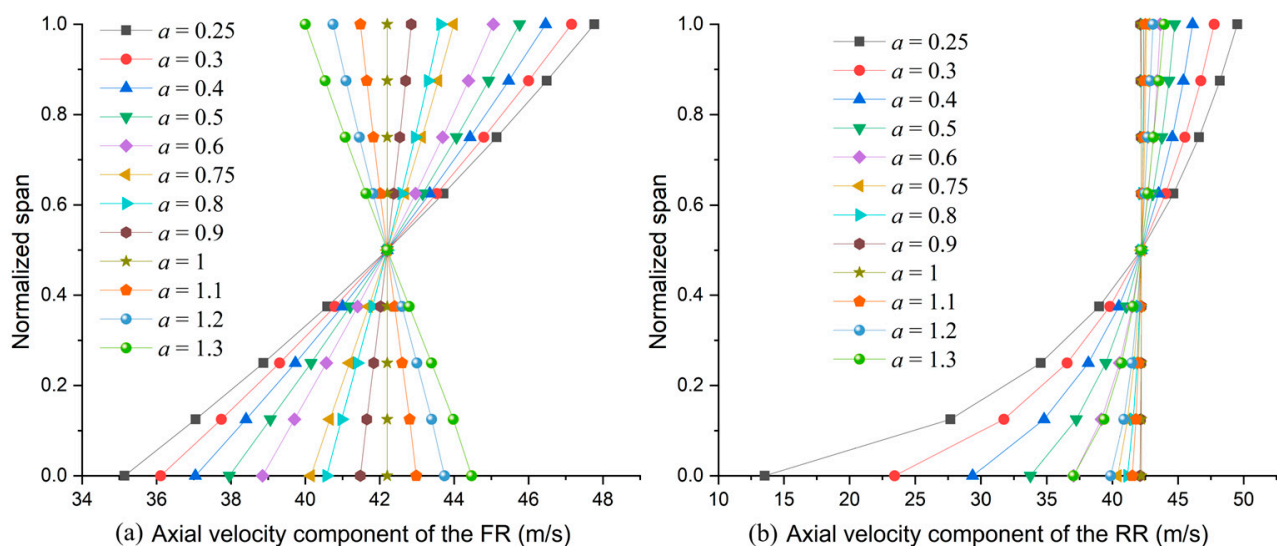 1.0
0.8
0.6
0.4
0.2
0.0
Normalized span
a = 0.25
a = 0.3
a = 0.4
a = 0.5
a = 0.6
a = 0.75
a = 0.8
a = 0.9
a = 1
a = 1.1
a = 1.2
a = 1.3
34 36 38 40 42 44 46 48
(a) Axial velocity component of the FR (m/s)
1.0
0.8
0.6
0.4
0.2
0.0
Normalized span
a = 0.25
a = 0.3
a = 0.4
a = 0.5
a = 0.6
a = 0.75
a = 0.8
a = 0.9
a = 1
a = 1.1
a = 1.2
a = 1.3
10 15 20 25 30 35 40 45 50
(b) Axial velocity component of the RR (m/s)